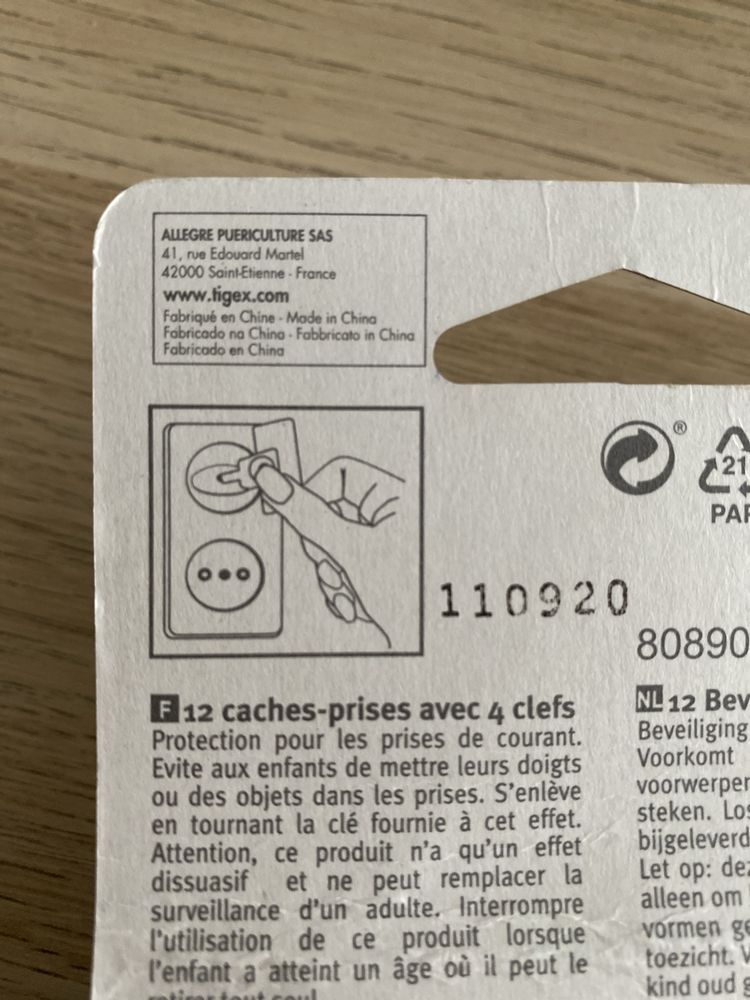 ALLEGRE PUERICULTURE SAS
41, rue Edouard Martel
42000 Saint-Etienne - France
www.tigex.com
Fabriqué en Chine - Made in China
Fabricado na China - Fabbricato in China
Fabricado en China
®
21
PAP
110920
80890
F 12 caches-prises avec 4 clefs
Protection pour les prises de courant.
Evite aux enfants de mettre leurs doigts
ou des objets dans les prises. S'enlève
en tournant la clé fournie à cet effet.
Attention, ce produit n'a qu'un effet
dissuasif et ne peut remplacer la
surveillance d'un adulte. Interrompre
l'utilisation de ce produit lorsque
l'enfant a atteint un âge où il peut le
retirer tout seul.
NL 12 Bev
Beveiliging
Voorkomt
voorwerpen
steken. Los
bijgeleverd
Let op: dez
alleen om
vormen ge
toezicht. V
kind oud g